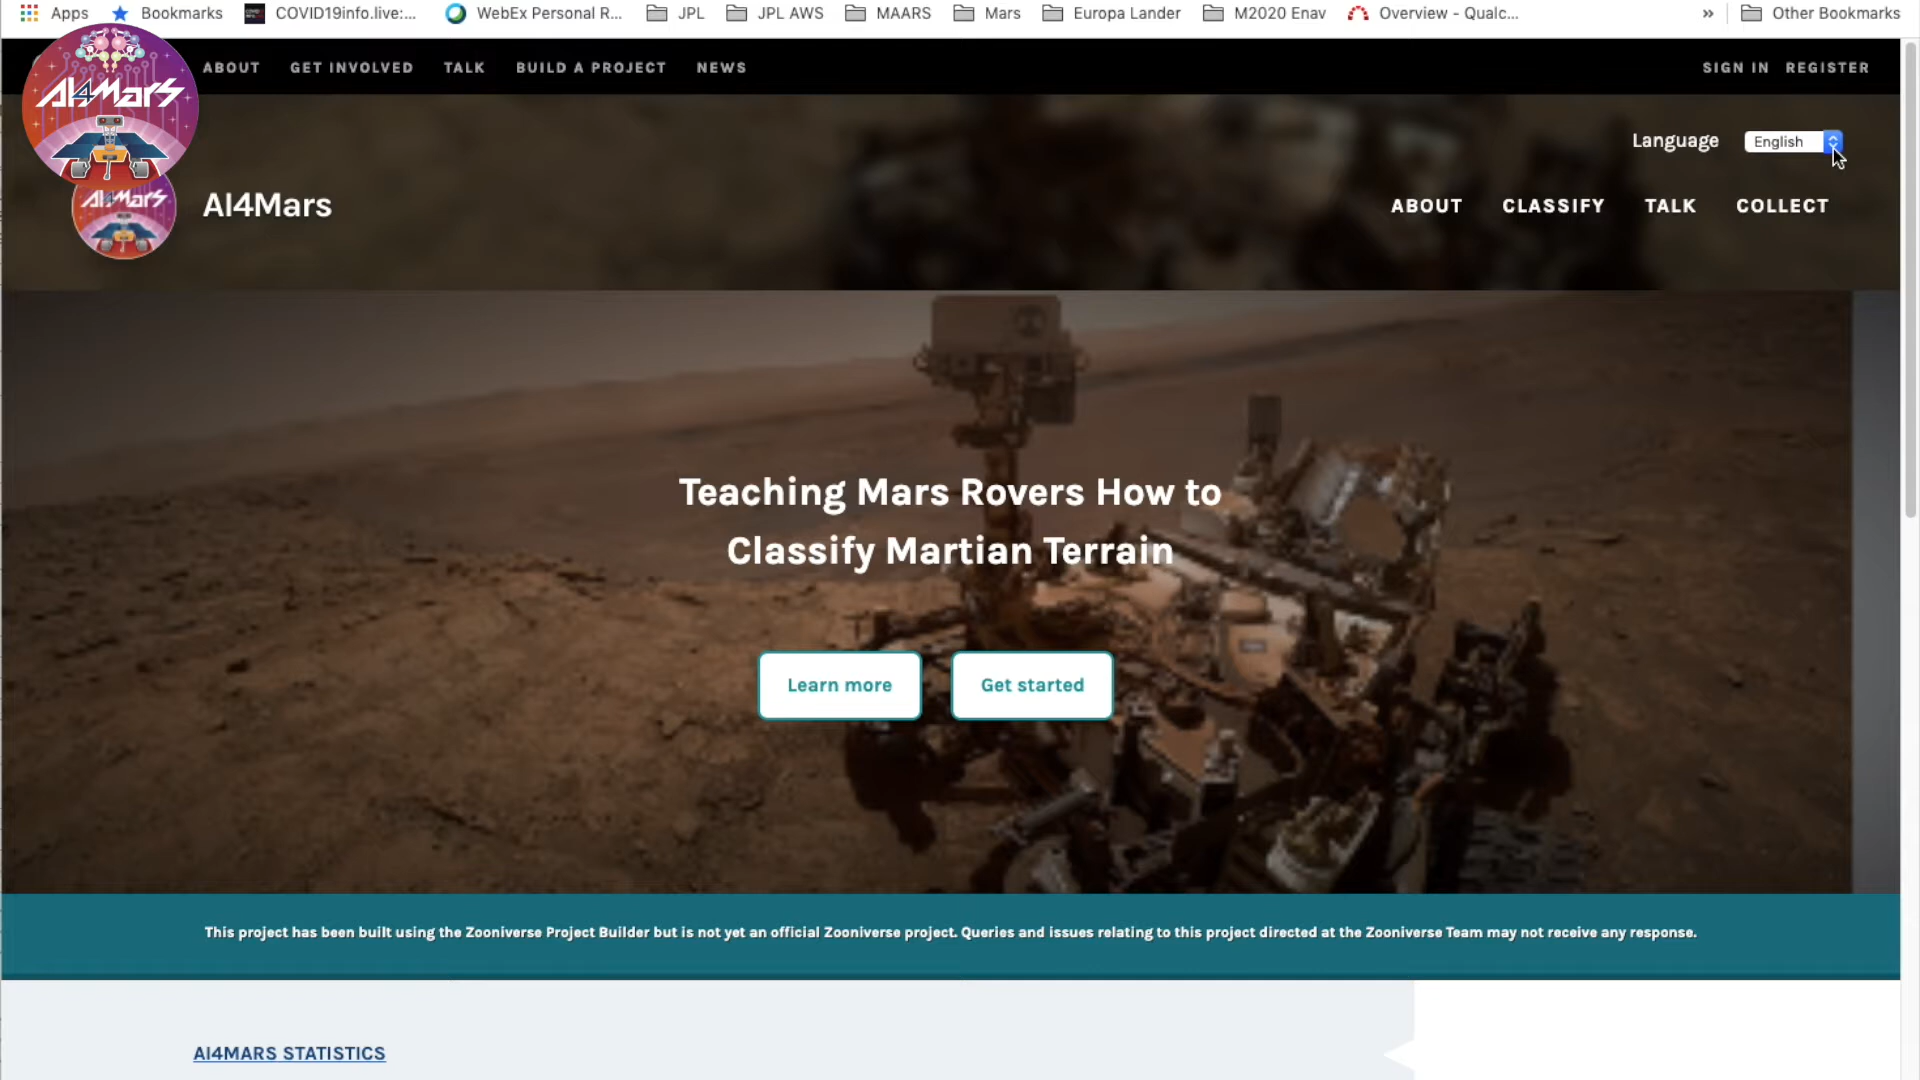 Apps Bookmarks COVID19info.live:... WebEx Personal R... JPL JPL AWS MAARS Mars Europa Lander M2020 Enav Overview - Qualc... » Other Bookmarks
ABOUT GET INVOLVED TALK BUILD A PROJECT NEWS SIGN IN REGISTER
AI4Mars
Language English
AI4Mars
AI4Mars ABOUT CLASSIFY TALK COLLECT
Teaching Mars Rovers How to
Classify Martian Terrain
Learn more Get started
This project has been built using the Zooniverse Project Builder but is not yet an official Zooniverse project. Queries and issues relating to this project directed at the Zooniverse Team may not receive any response.
AI4MARS STATISTICS